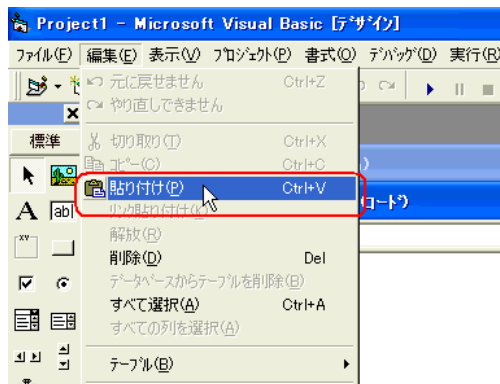 Project1 - Microsoft Visual Basic [ﾃﾞｻﾞｲﾝ]
ﾌｧｲﾙ(F) 編集(E) 表示(V) ﾌﾟﾛｼﾞｪｸﾄ(P) 書式(O) ﾃﾞﾊﾞｯｸﾞ(D) 実行(R)
元に戻せません Ctrl+Z
やり直しできません
標準
切り取り(T) Ctrl+X
ｺﾋﾟｰ(C) Ctrl+C
貼り付け(P) Ctrl+V
ﾘﾝｸ貼り付け(K)
ｺｰﾄﾞ)
解放(R)
削除(D) Del
ﾃﾞｰﾀﾍﾞｰｽからﾃｰﾌﾞﾙを削除(B)
すべて選択(A) Ctrl+A
すべての列を選択(A)
ﾃｰﾌﾞﾙ(B)
A
ab
xv